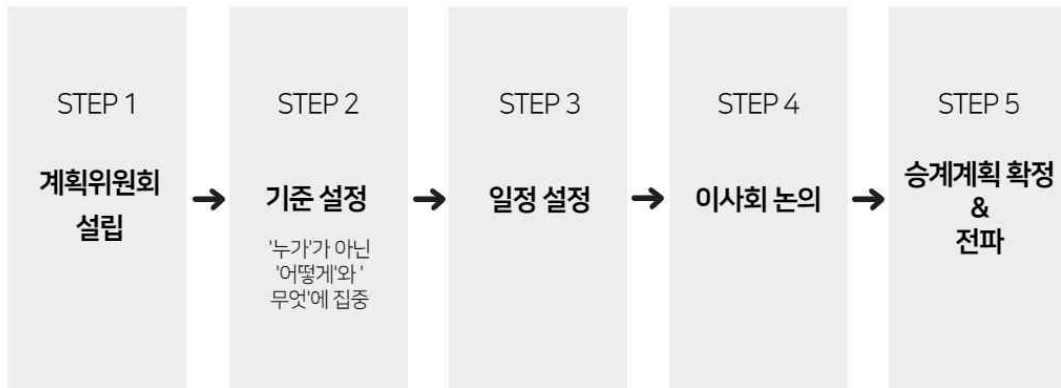 STEP 1
계획위원회
설립
STEP 2
기준 설정
'누가'가 아닌
'어떻게'와 '
무엇'에 집중
STEP 3
일정 설정
STEP 4
이사회 논의
STEP 5
승계계획 확정
&
전파